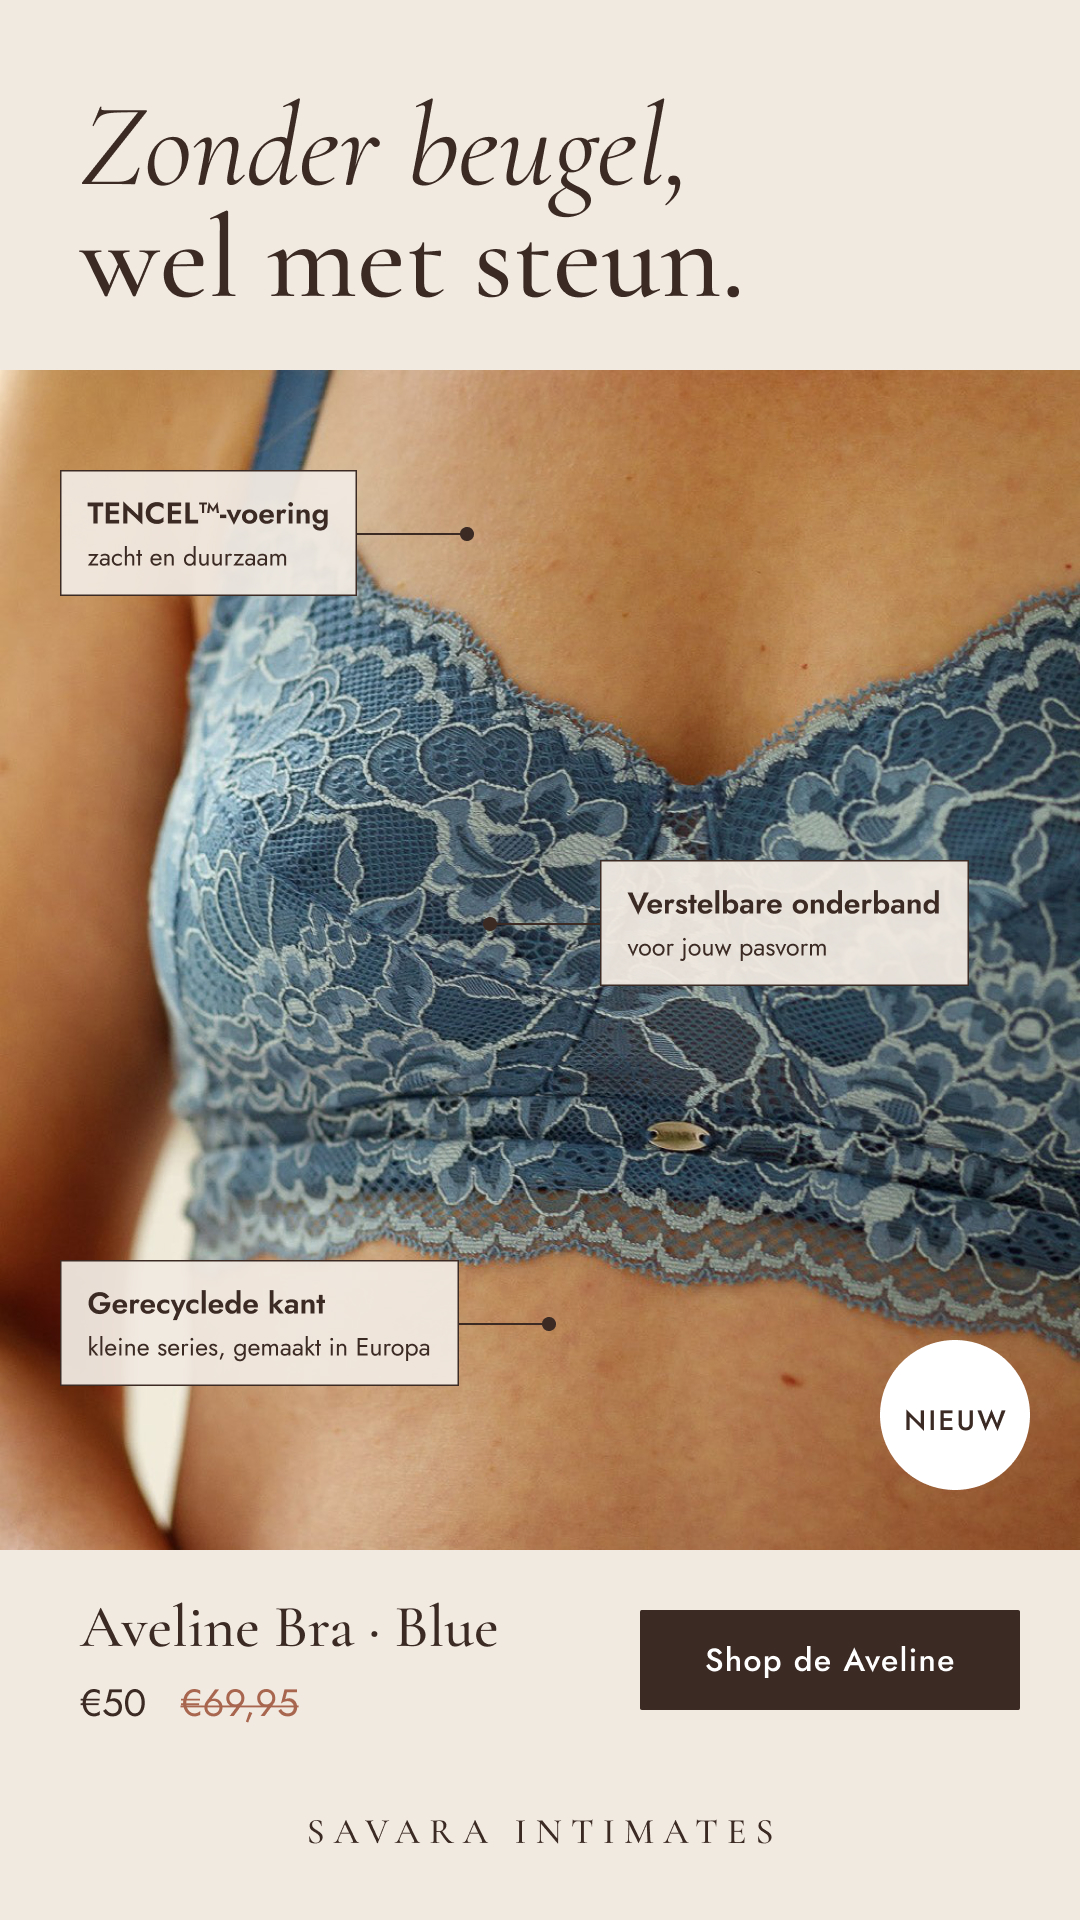 Zonder beugel,
wel met steun.
TENCEL™-voering
zacht en duurzaam
Verstelbare onderband
voor jouw pasvorm
Gerecyclede kant
kleine series, gemaakt in Europa
NIEUW
Aveline Bra · Blue
€50 €69,95
Shop de Aveline
SAVARA INTIMATES